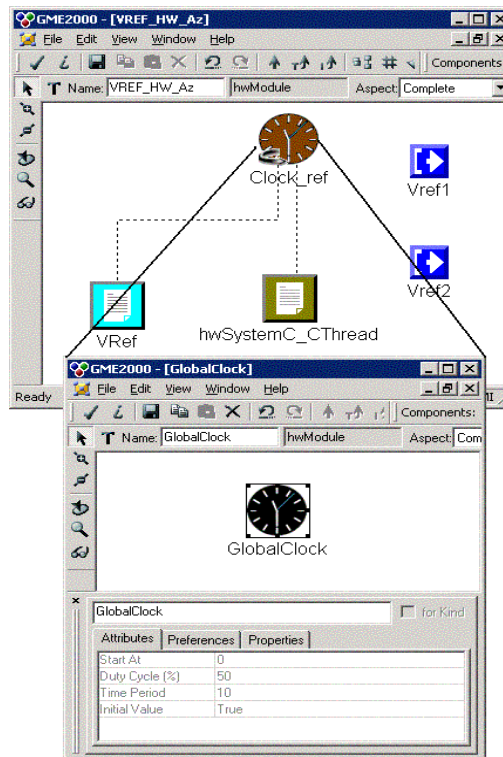 GME2000 - [VREF_HW_Az]
File Edit View Window Help
Components
T Name: VREF_HW_Az hwModule Aspect: Complete
Clock_ref
Vref1
Vref2
VRef
hwSystemC_CThread
Ready
GME2000 - [GlobalClock]
File Edit View Window Help
Components:
T Name: GlobalClock hwModule Aspect: Com
GlobalClock
GlobalClock for Kind
Attributes Preferences Properties
Start At 0
Duty Cycle (%) 50
Time Period 10
Initial Value True